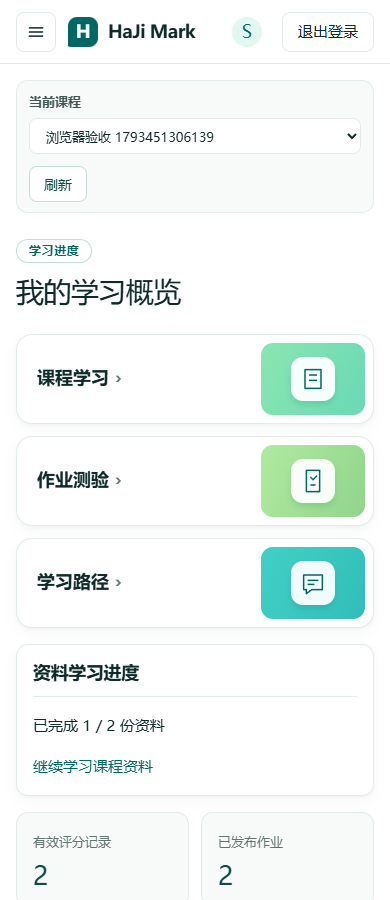 H HaJi Mark S 退出登录
当前课程
浏览器验收 1793451306139
刷新
学习进度
我的学习概览
课程学习 ›
作业测验 ›
学习路径 ›
资料学习进度
已完成 1 / 2 份资料
继续学习课程资料
有效评分记录 已发布作业
2 2